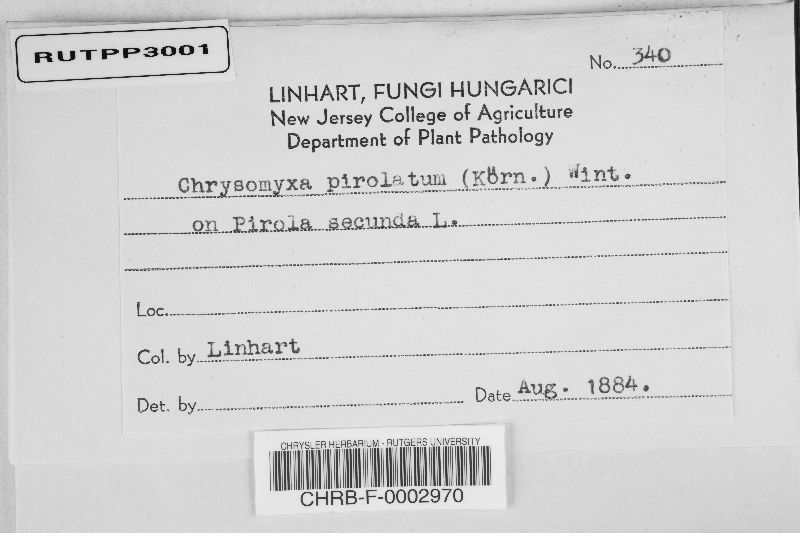 RUTPP3001
No. 340
LINHART, FUNGI HUNGARICI
New Jersey College of Agriculture
Department of Plant Pathology
Chrysomyxa pirolatum (Körn.) Wint.
on Pirola secunda L.
Loc.
Col. by Linhart
Det. by Date Aug. 1884.
CHRYSLER HERBARIUM - RUTGERS UNIVERSITY
CHRB-F-0002970